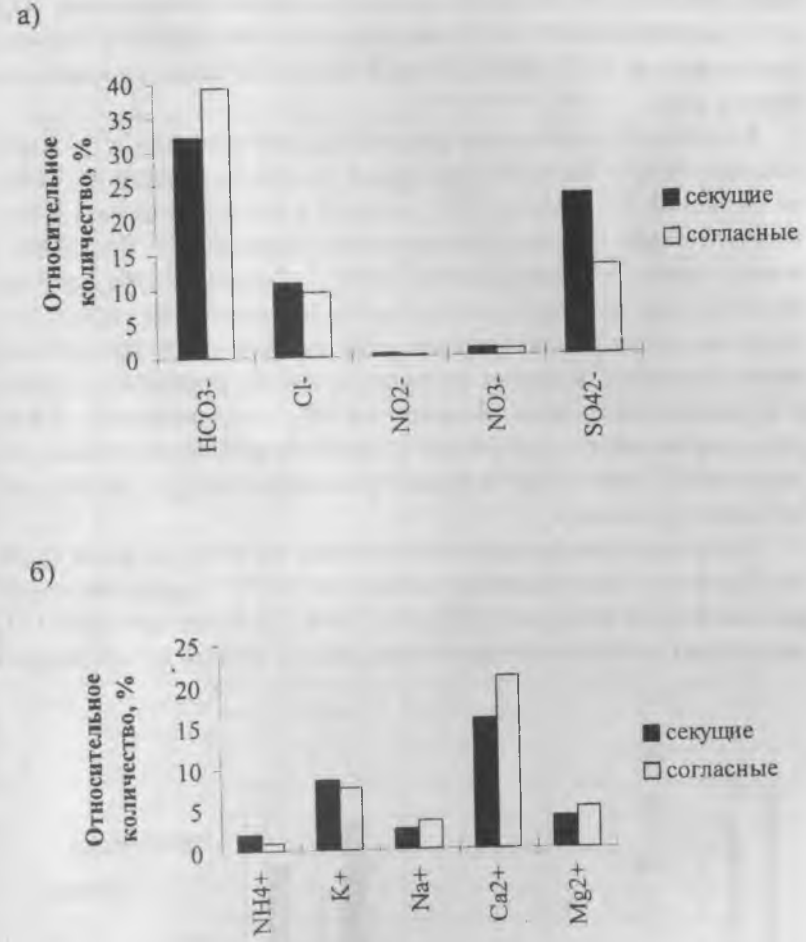 а)
Относительное
количество, %
40
35
30
25
20
15
10
5
0
HCO3-
Cl-
NO2-
NO3-
SO42-
секущие
согласные
б)
Относительное
количество, %
25
20
15
10
5
0
NH4+
K+
Na+
Ca2+
Mg2+
секущие
согласные